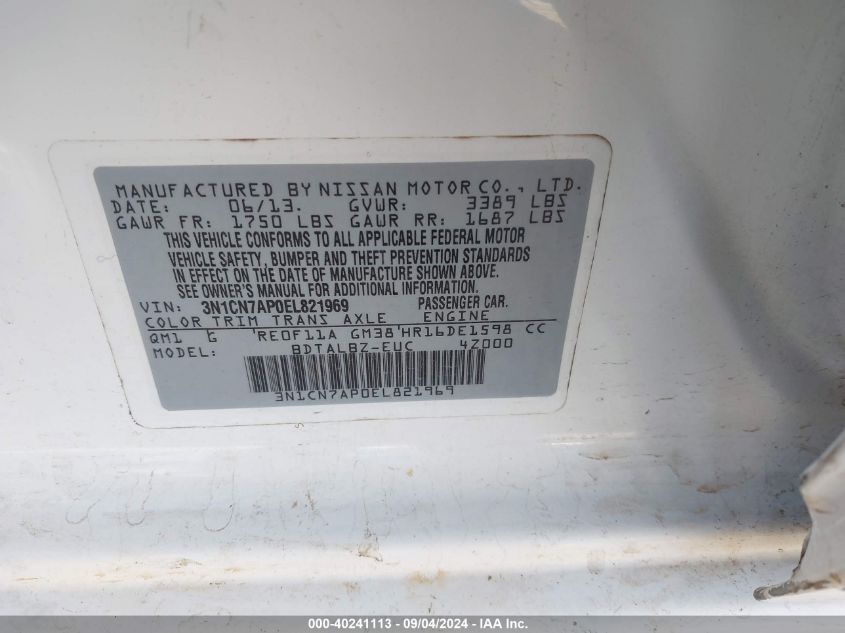 MANUFACTURED BY NISSAN MOTOR CO., LTD.
DATE: 06/13. GVWR: 3389 LBS
GAWR FR: 1750 LBS GAWR RR: 1687 LBS
THIS VEHICLE CONFORMS TO ALL APPLICABLE FEDERAL MOTOR
VEHICLE SAFETY, BUMPER AND THEFT PREVENTION STANDARDS
IN EFFECT ON THE DATE OF MANUFACTURE SHOWN ABOVE.
SEE OWNER'S MANUAL FOR ADDITIONAL INFORMATION.
VIN: 3N1CN7AP0EL821969 PASSENGER CAR.
COLOR TRIM TRANS AXLE ENGINE
QM1 G 'RE0F11A GM38'HR16DE1598 CC
MODEL: BDTALBZ-EUC 4Z000
3N1CN7AP0EL821969
000-40241113 - 09/04/2024 - IAA Inc.